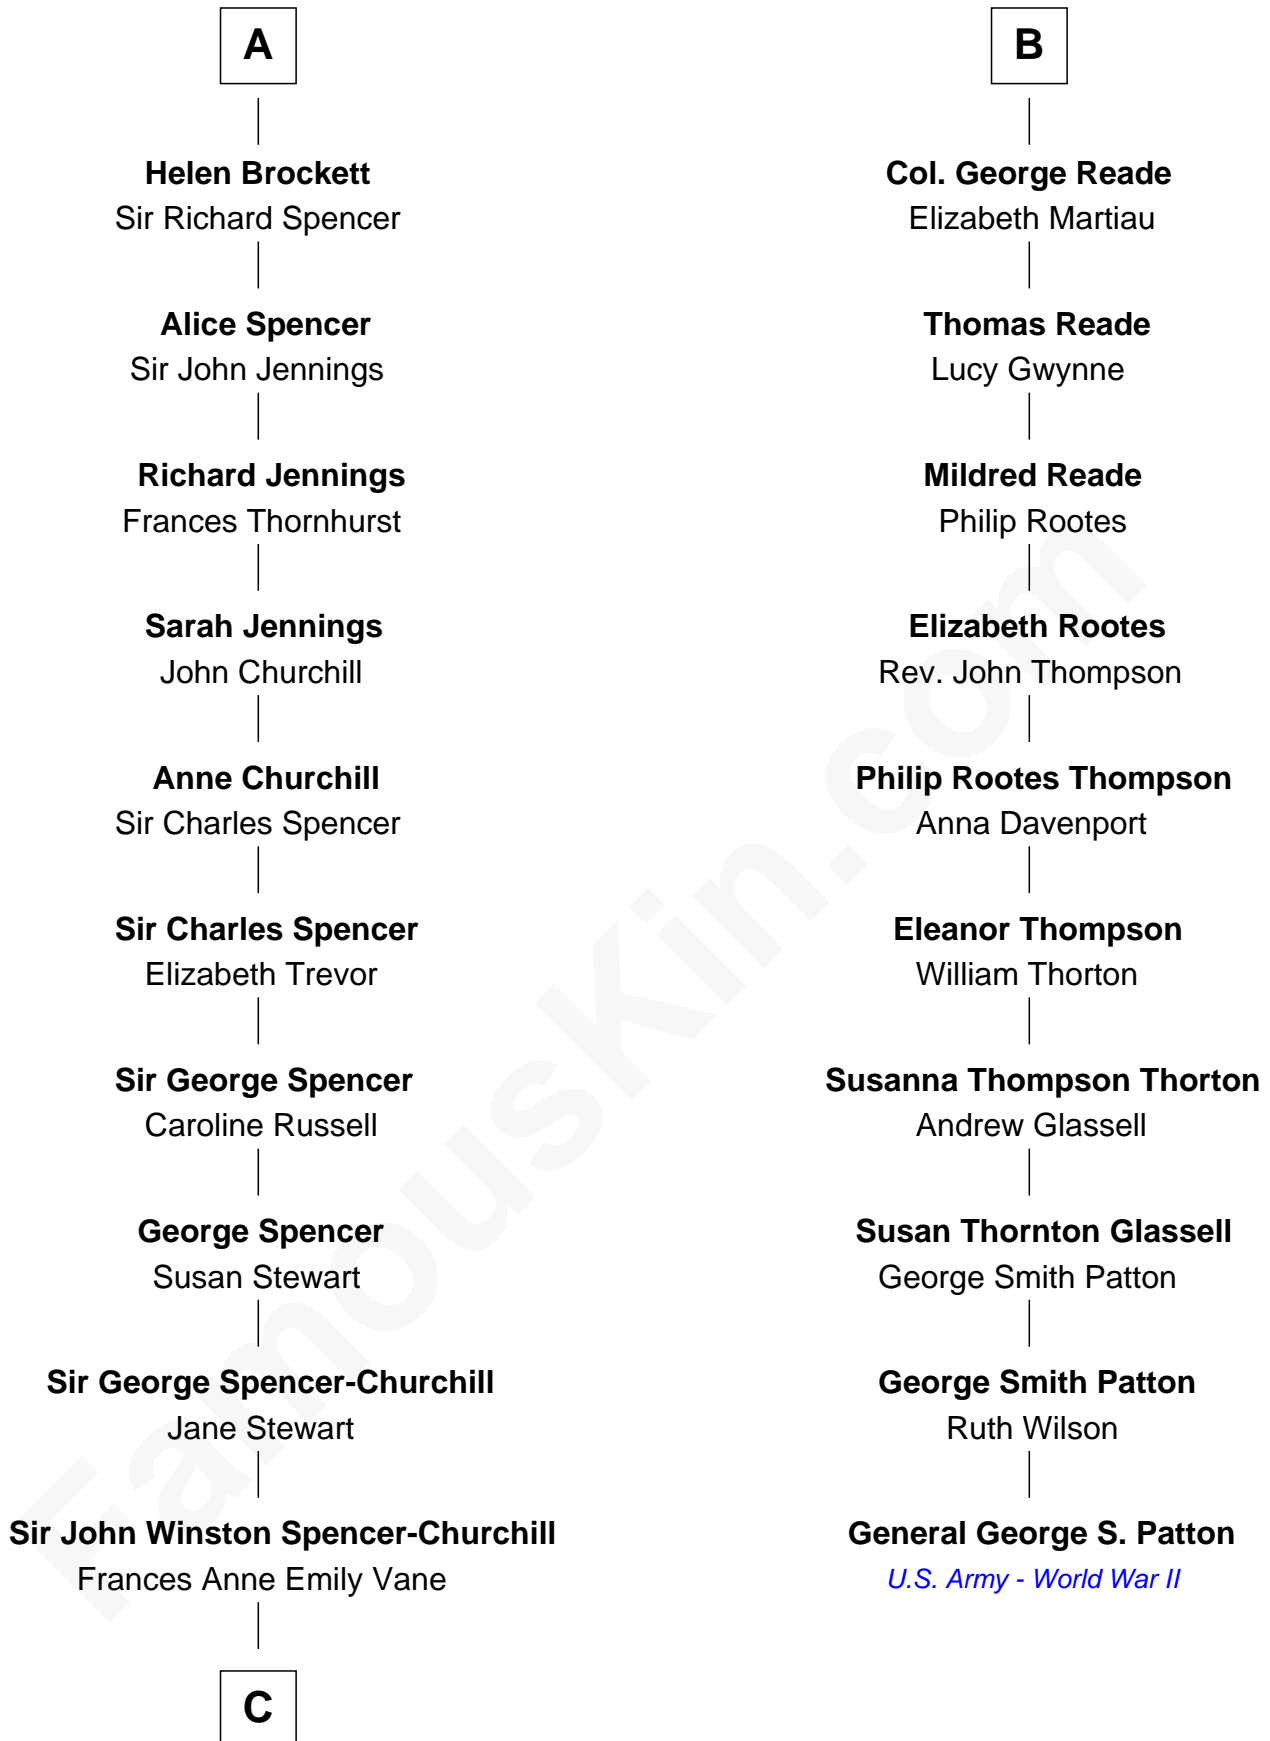 A
Helen Brockett
Sir Richard Spencer
Alice Spencer
Sir John Jennings
Richard Jennings
Frances Thornhurst
Sarah Jennings
John Churchill
Anne Churchill
Sir Charles Spencer
Sir Charles Spencer
Elizabeth Trevor
Sir George Spencer
Caroline Russell
George Spencer
Susan Stewart
Sir George Spencer-Churchill
Jane Stewart
Sir John Winston Spencer-Churchill
Frances Anne Emily Vane
C
B
Col. George Reade
Elizabeth Martiau
Thomas Reade
Lucy Gwynne
Mildred Reade
Philip Rootes
Elizabeth Rootes
Rev. John Thompson
Philip Rootes Thompson
Anna Davenport
Eleanor Thompson
William Thorton
Susanna Thompson Thorton
Andrew Glassell
Susan Thornton Glassell
George Smith Patton
George Smith Patton
Ruth Wilson
General George S. Patton
U.S. Army - World War II
FamousKin.com